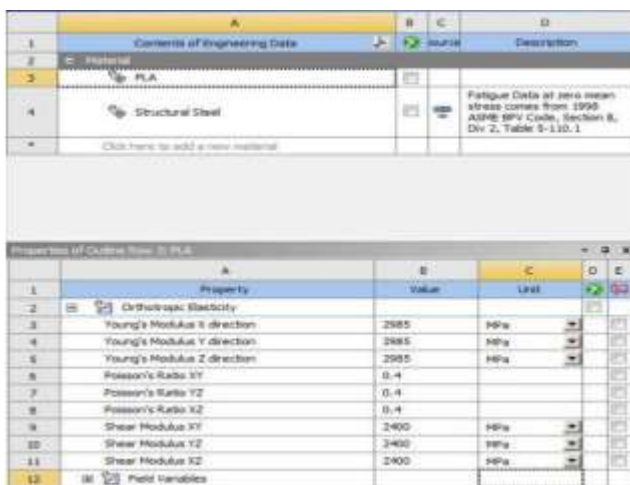 A B C D
1 Contents of Engineering Data ource Description
2 Material
3 PLA
4 Structural Steel Fatigue Data at zero mean stress comes from 1998 ASME BPV Code, Section 8, Div 2, Table 5-110.1
* Click here to add a new material
Properties of Outline Row 3: PLA
A B C D E
1 Property Value Unit
2 Orthotropic Elasticity
3 Young's Modulus X direction 2985 MPa
4 Young's Modulus Y direction 2985 MPa
5 Young's Modulus Z direction 2985 MPa
6 Poisson's Ratio XY 0.4
7 Poisson's Ratio YZ 0.4
8 Poisson's Ratio XZ 0.4
9 Shear Modulus XY 2400 MPa
10 Shear Modulus YZ 2400 MPa
11 Shear Modulus XZ 2400 MPa
12 Field Variables